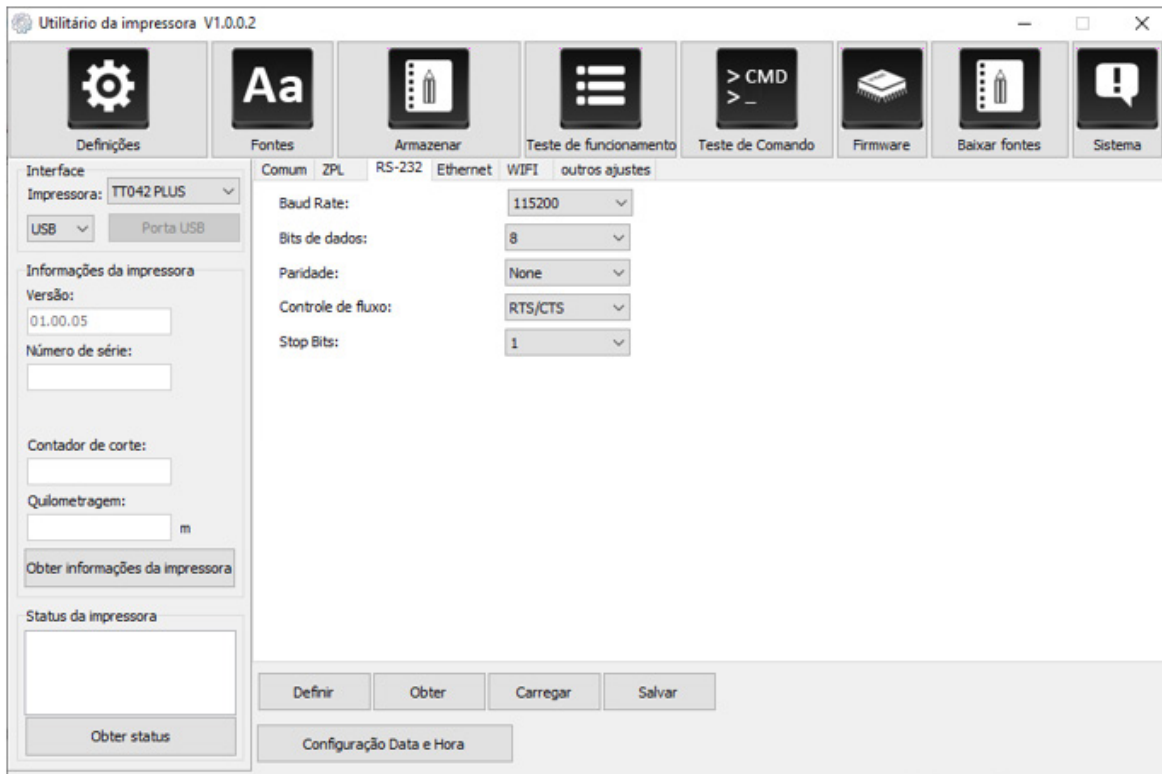 Utilitário da impressora V1.0.0.2
Aa
> CMD
>_
Definições
Fontes
Armazenar
Teste de funcionamento
Teste de Comando
Firmware
Baixar fontes
Sistema
Interface
Impressora: TT042 PLUS
USB
Porta USB
Informações da impressora
Versão:
01.00.05
Número de série:
Contador de corte:
Quilometragem:
m
Obter informações da impressora
Status da impressora
Obter status
Comum
ZPL
RS-232
Ethernet
WIFI
outros ajustes
Baud Rate: 115200
Bits de dados: 8
Paridade: None
Controle de fluxo: RTS/CTS
Stop Bits: 1
Definir
Obter
Carregar
Salvar
Configuração Data e Hora